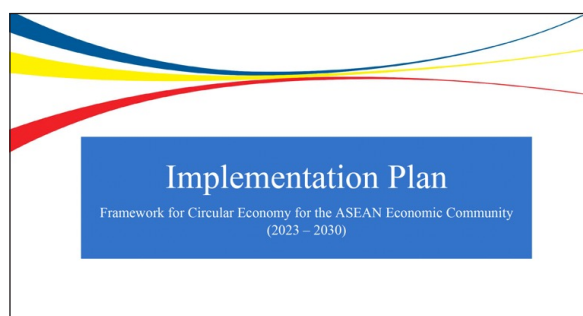 Implementation Plan
Framework for Circular Economy for the ASEAN Economic Community
(2023 – 2030)